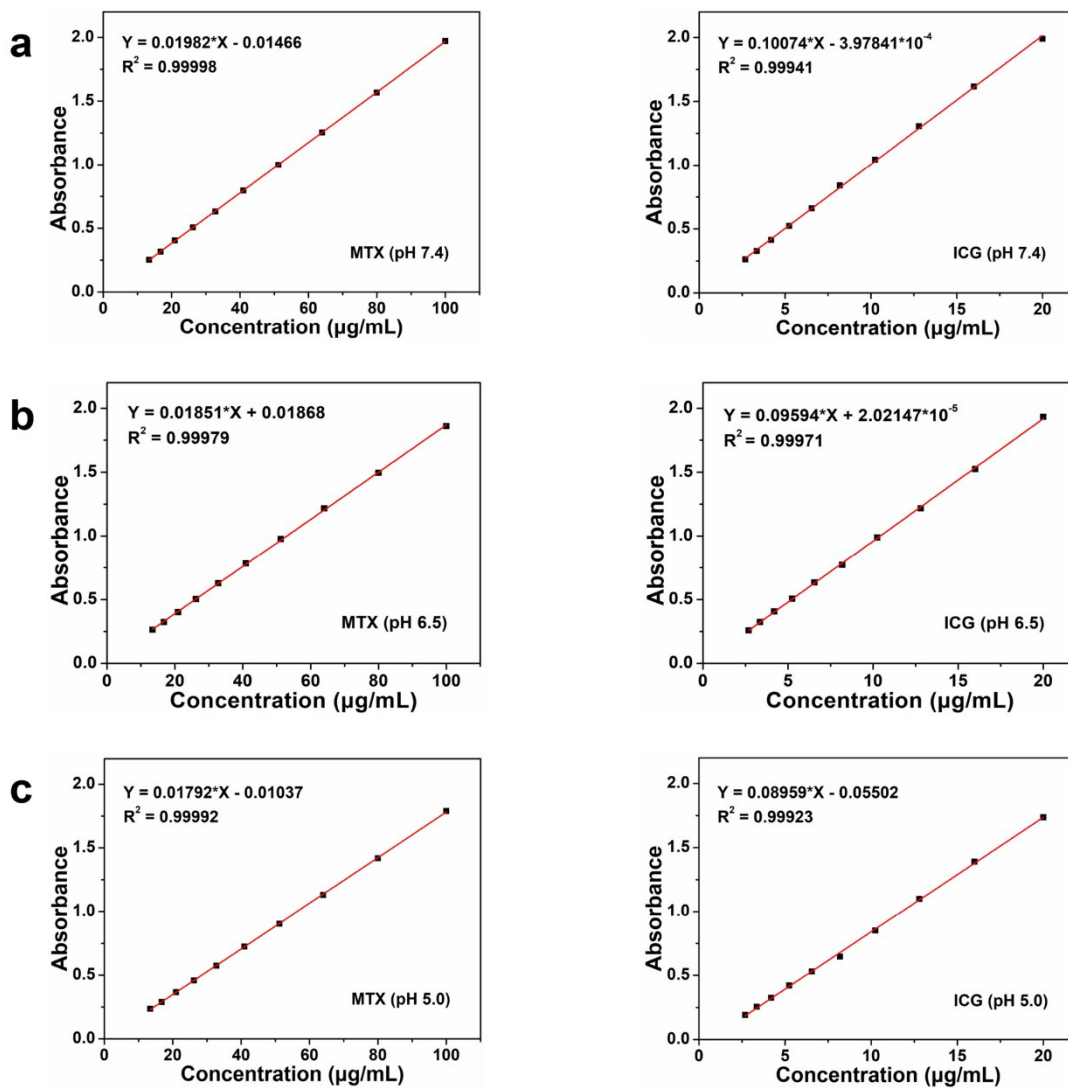 a
Y = 0.01982*X - 0.01466
R² = 0.99998
2.0
1.5
1.0
0.5
0.0
0 20 40 60 80 100
Absorbance
Concentration (µg/mL)
MTX (pH 7.4)
Y = 0.10074*X - 3.97841*10⁻⁴
R² = 0.99941
2.0
1.5
1.0
0.5
0.0
0 5 10 15 20
Absorbance
Concentration (µg/mL)
ICG (pH 7.4)
b
Y = 0.01851*X + 0.01868
R² = 0.99979
2.0
1.5
1.0
0.5
0.0
0 20 40 60 80 100
Absorbance
Concentration (µg/mL)
MTX (pH 6.5)
Y = 0.09594*X + 2.02147*10⁻⁵
R² = 0.99971
2.0
1.5
1.0
0.5
0.0
0 5 10 15 20
Absorbance
Concentration (µg/mL)
ICG (pH 6.5)
c
Y = 0.01792*X - 0.01037
R² = 0.99992
2.0
1.5
1.0
0.5
0.0
0 20 40 60 80 100
Absorbance
Concentration (µg/mL)
MTX (pH 5.0)
Y = 0.08959*X - 0.05502
R² = 0.99923
2.0
1.5
1.0
0.5
0.0
0 5 10 15 20
Absorbance
Concentration (µg/mL)
ICG (pH 5.0)